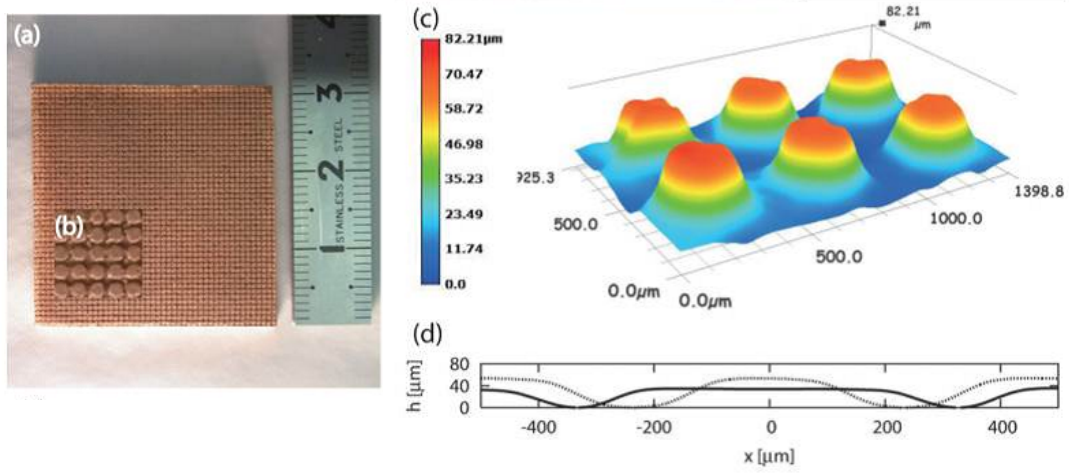 (a)
(b)
1 2 3 4
STAINLESS STEEL
(c)
82.21μm
70.47
58.72
46.98
35.23
23.49
11.74
0.0
82.21
μm
925.3
500.0
0.0μm
0.0μm
500.0
1000.0
1398.8
(d)
h [μm]
80
40
0
-400 -200 0 200 400
x [μm]